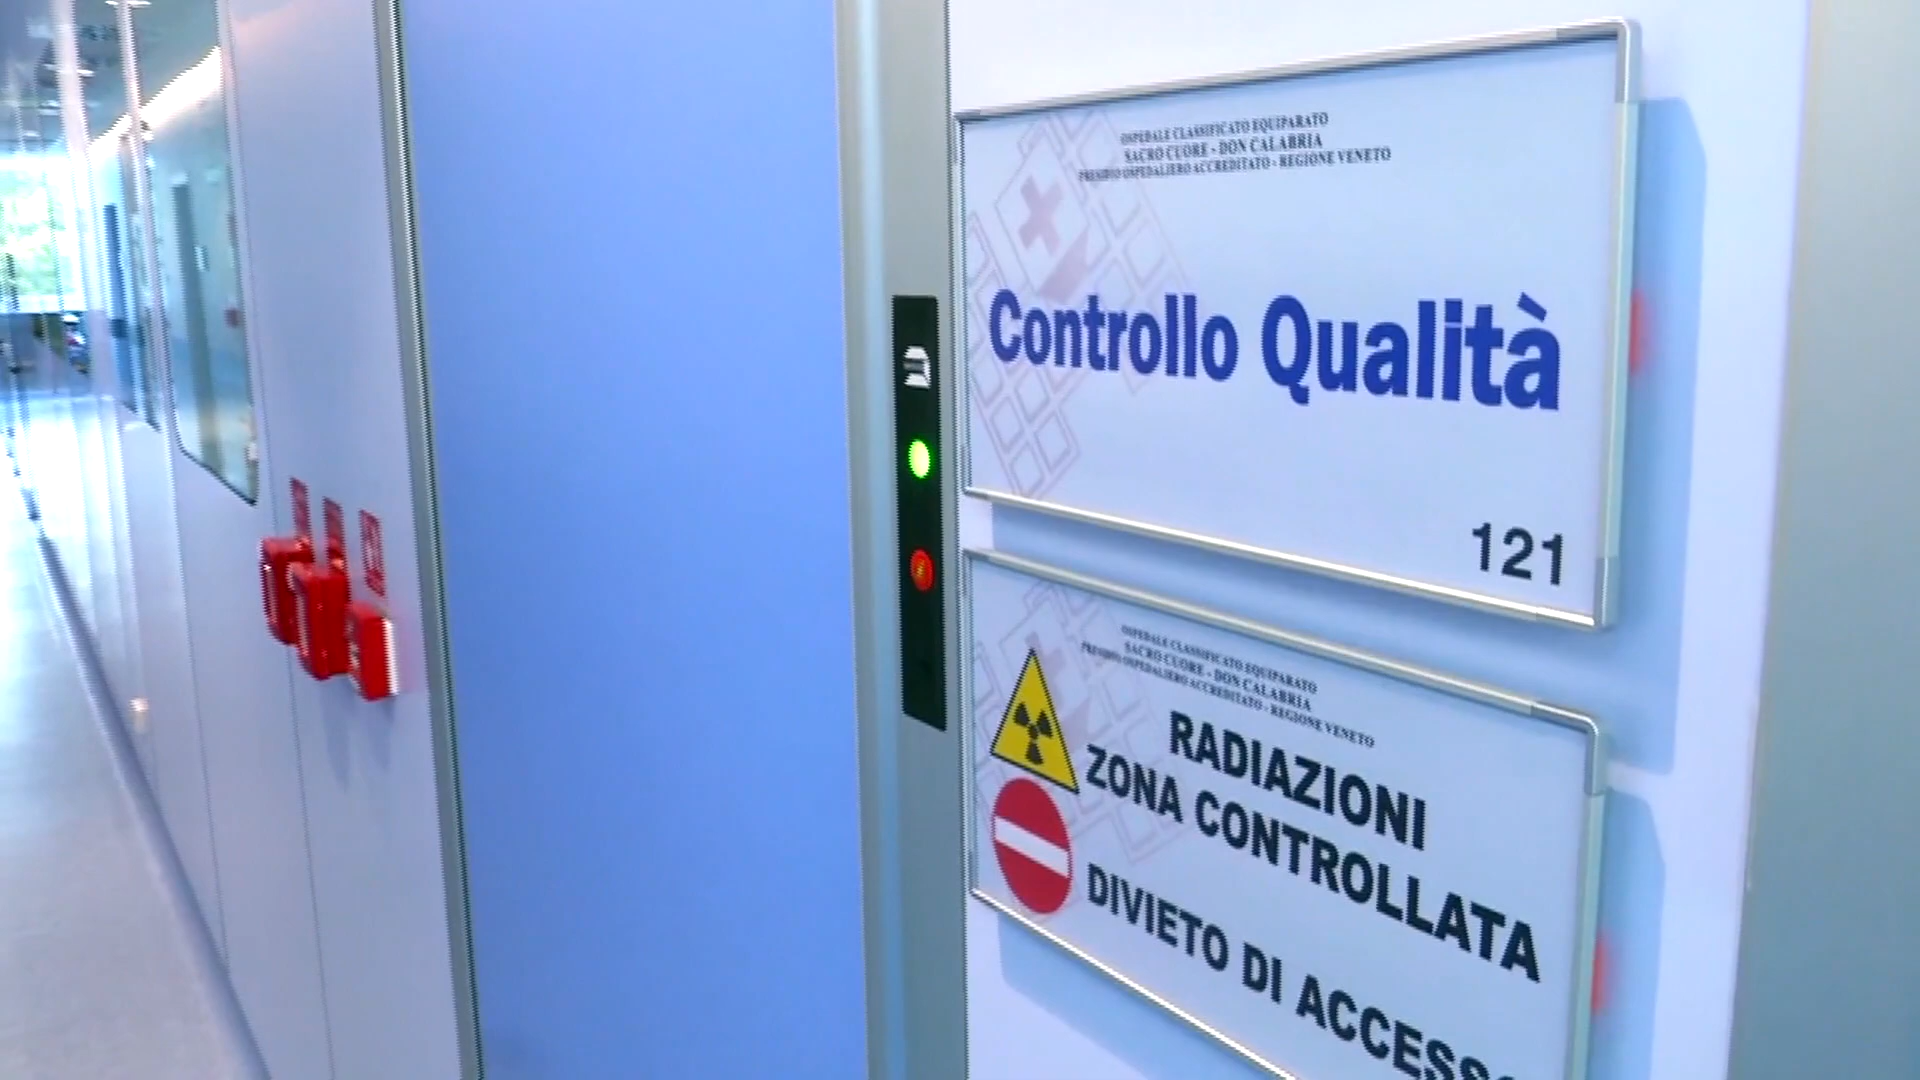 OSPEDALE CLASSIFICATO EQUIPARATO
SACRO CUORE - DON CALABRIA
PRESIDIO OSPEDALIERO ACCREDITATO - REGIONE VENETO
Controllo Qualità
121
OSPEDALE CLASSIFICATO EQUIPARATO
SACRO CUORE - DON CALABRIA
PRESIDIO OSPEDALIERO ACCREDITATO - REGIONE VENETO
RADIAZIONI
ZONA CONTROLLATA
DIVIETO DI ACCESSO